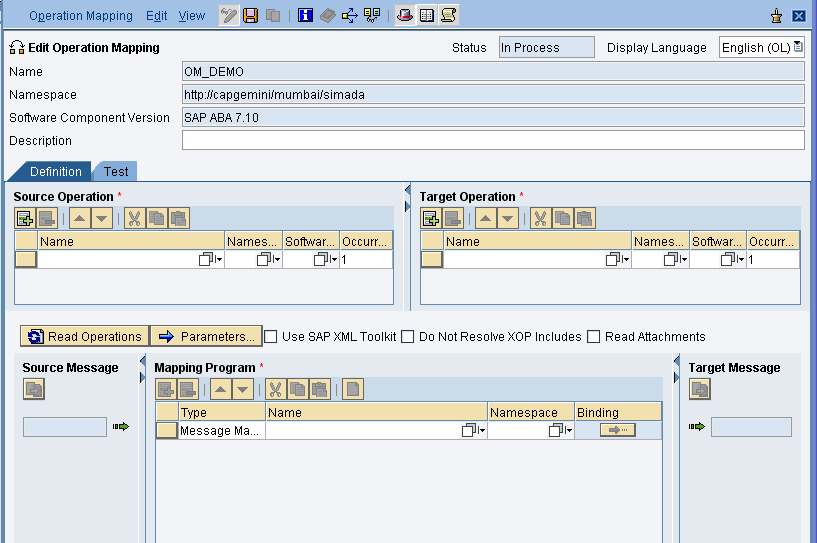 Operation Mapping Edit View
Edit Operation Mapping Status In Process Display Language English (OL)
Name OM_DEMO
Namespace http://capgemini/mumbai/simada
Software Component Version SAP ABA 7.10
Description
Definition Test
Source Operation * Target Operation *
Name Names... Softwar... Occurr... Name Names... Softwar... Occurr...
1 1
Read Operations Parameters... Use SAP XML Toolkit Do Not Resolve XOP Includes Read Attachments
Source Message Mapping Program * Target Message
Type Name Namespace Binding
Message Ma...